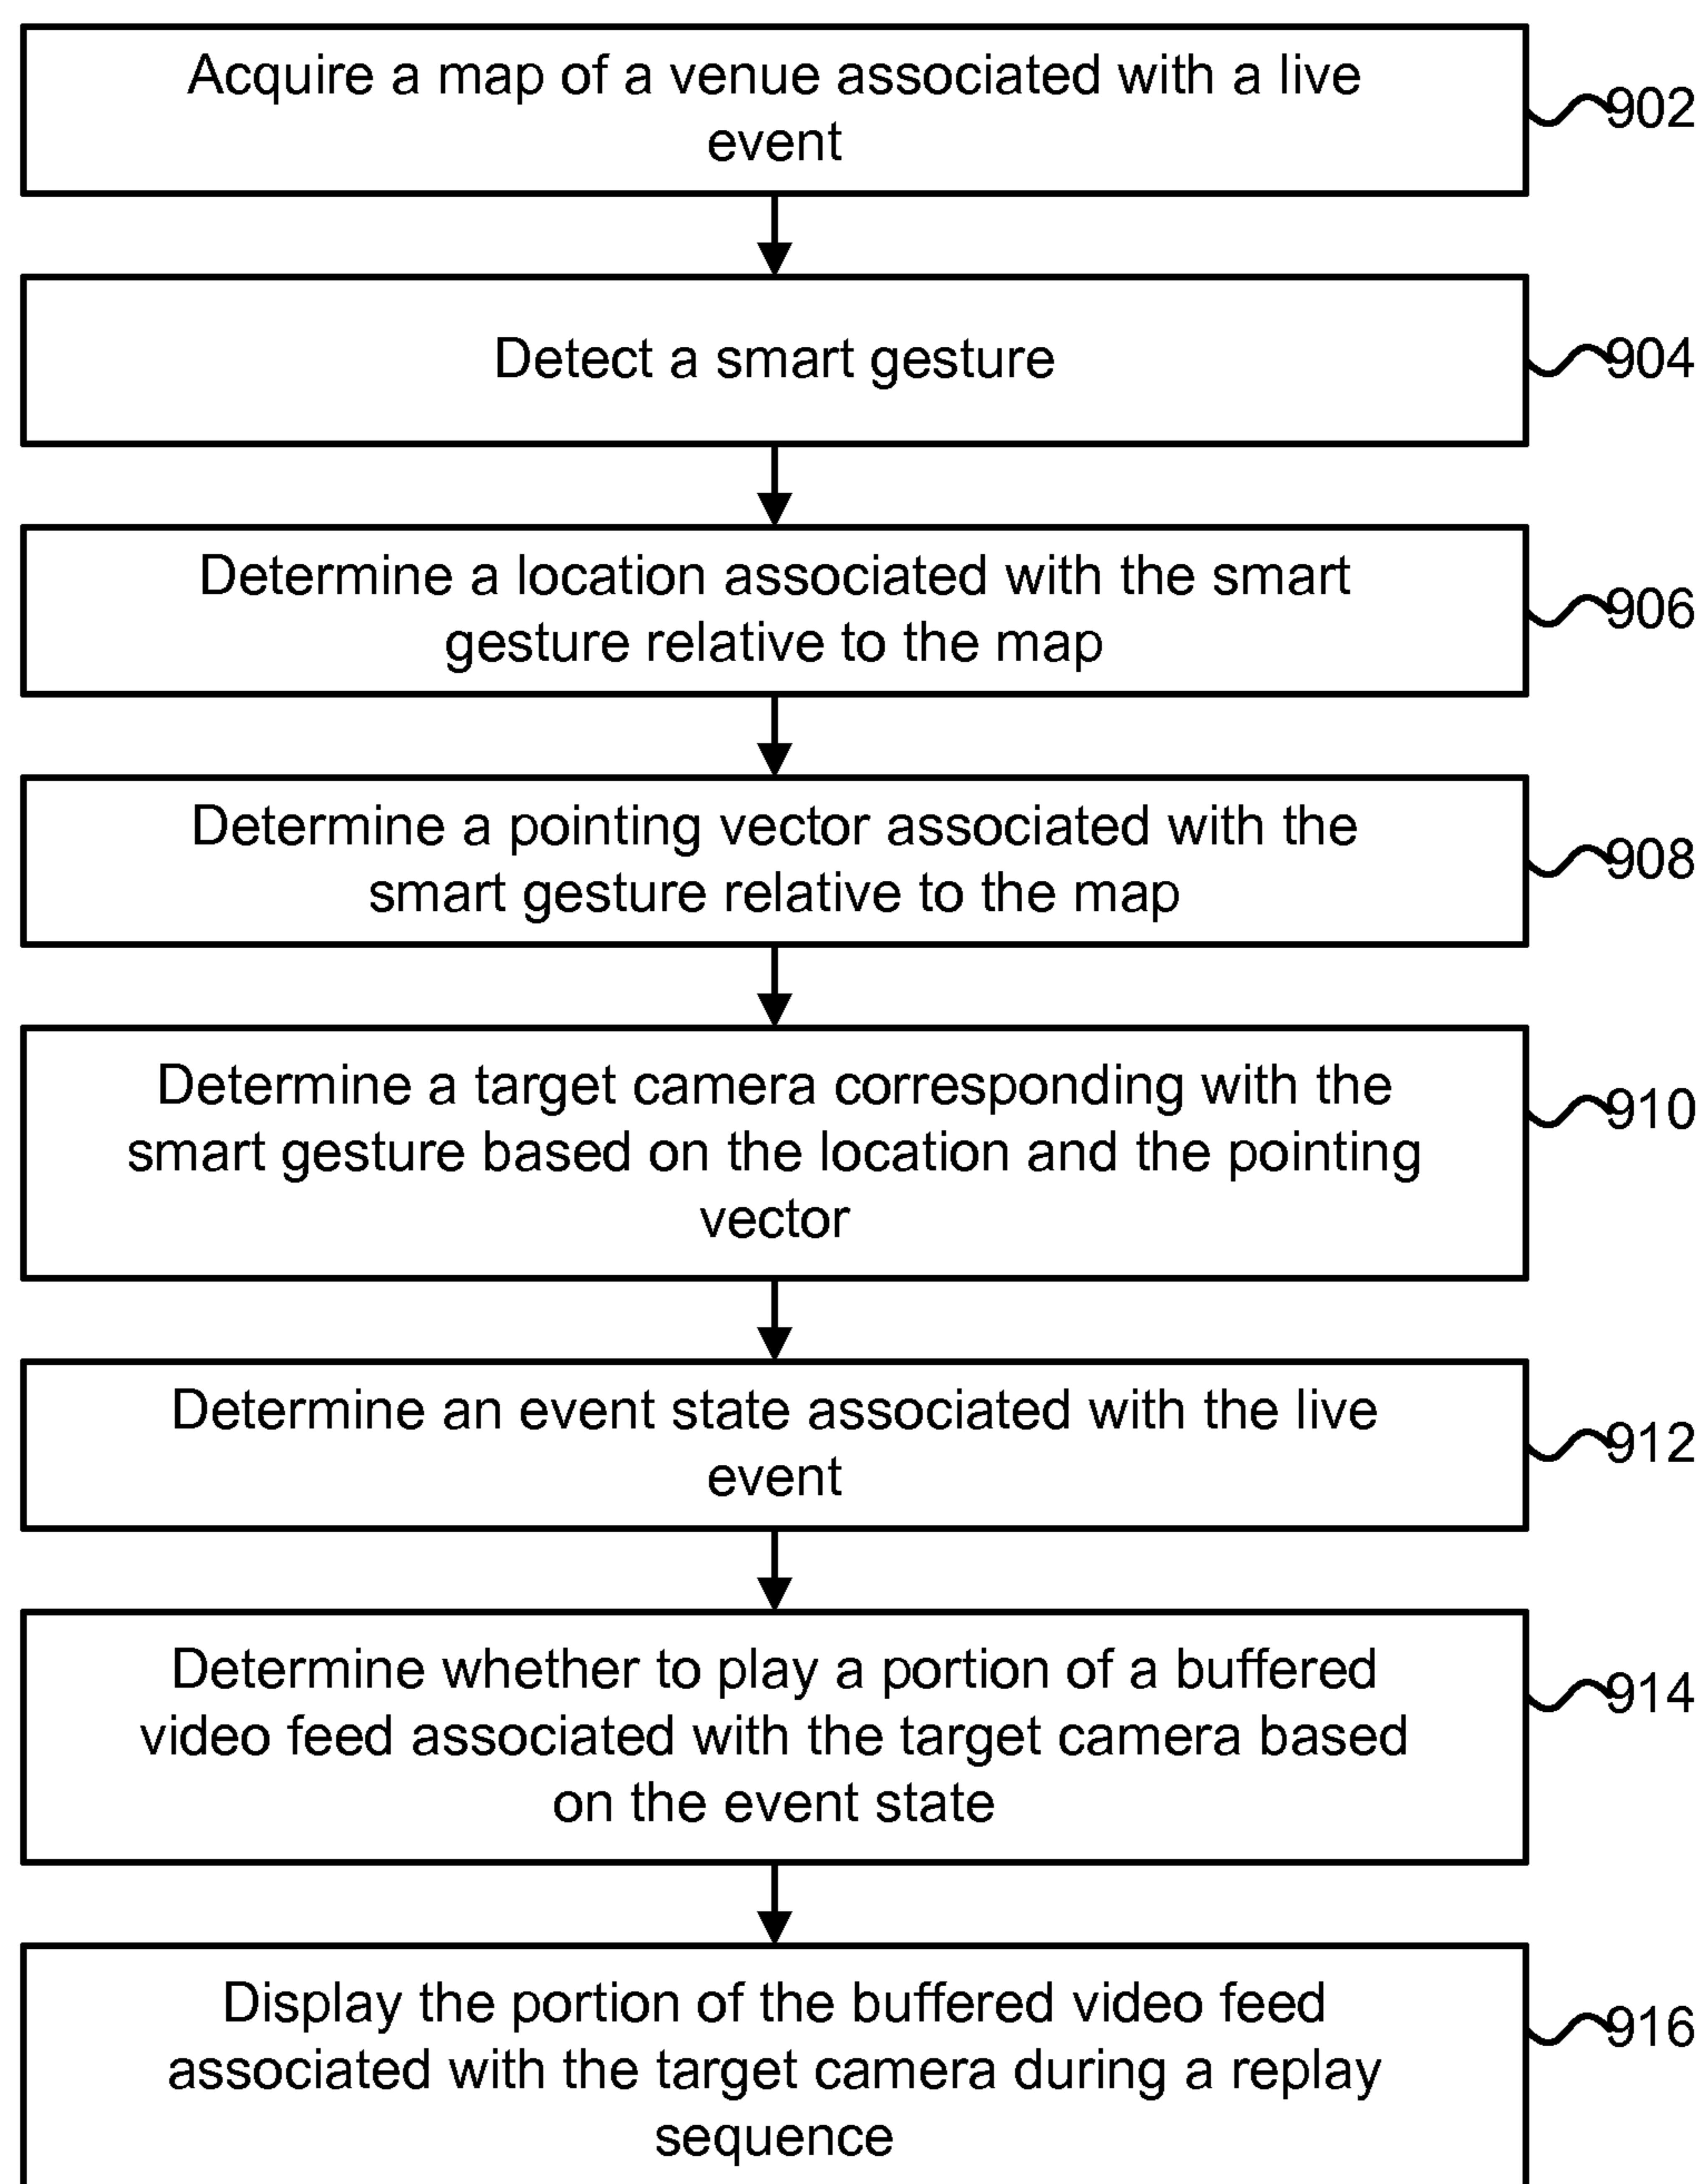 Acquire a map of a venue associated with a live
event
902
Detect a smart gesture
904
Determine a location associated with the smart
gesture relative to the map
906
Determine a pointing vector associated with the
smart gesture relative to the map
908
Determine a target camera corresponding with the
smart gesture based on the location and the pointing
vector
910
Determine an event state associated with the live
event
912
Determine whether to play a portion of a buffered
video feed associated with the target camera based
on the event state
914
Display the portion of the buffered video feed
associated with the target camera during a replay
sequence
916